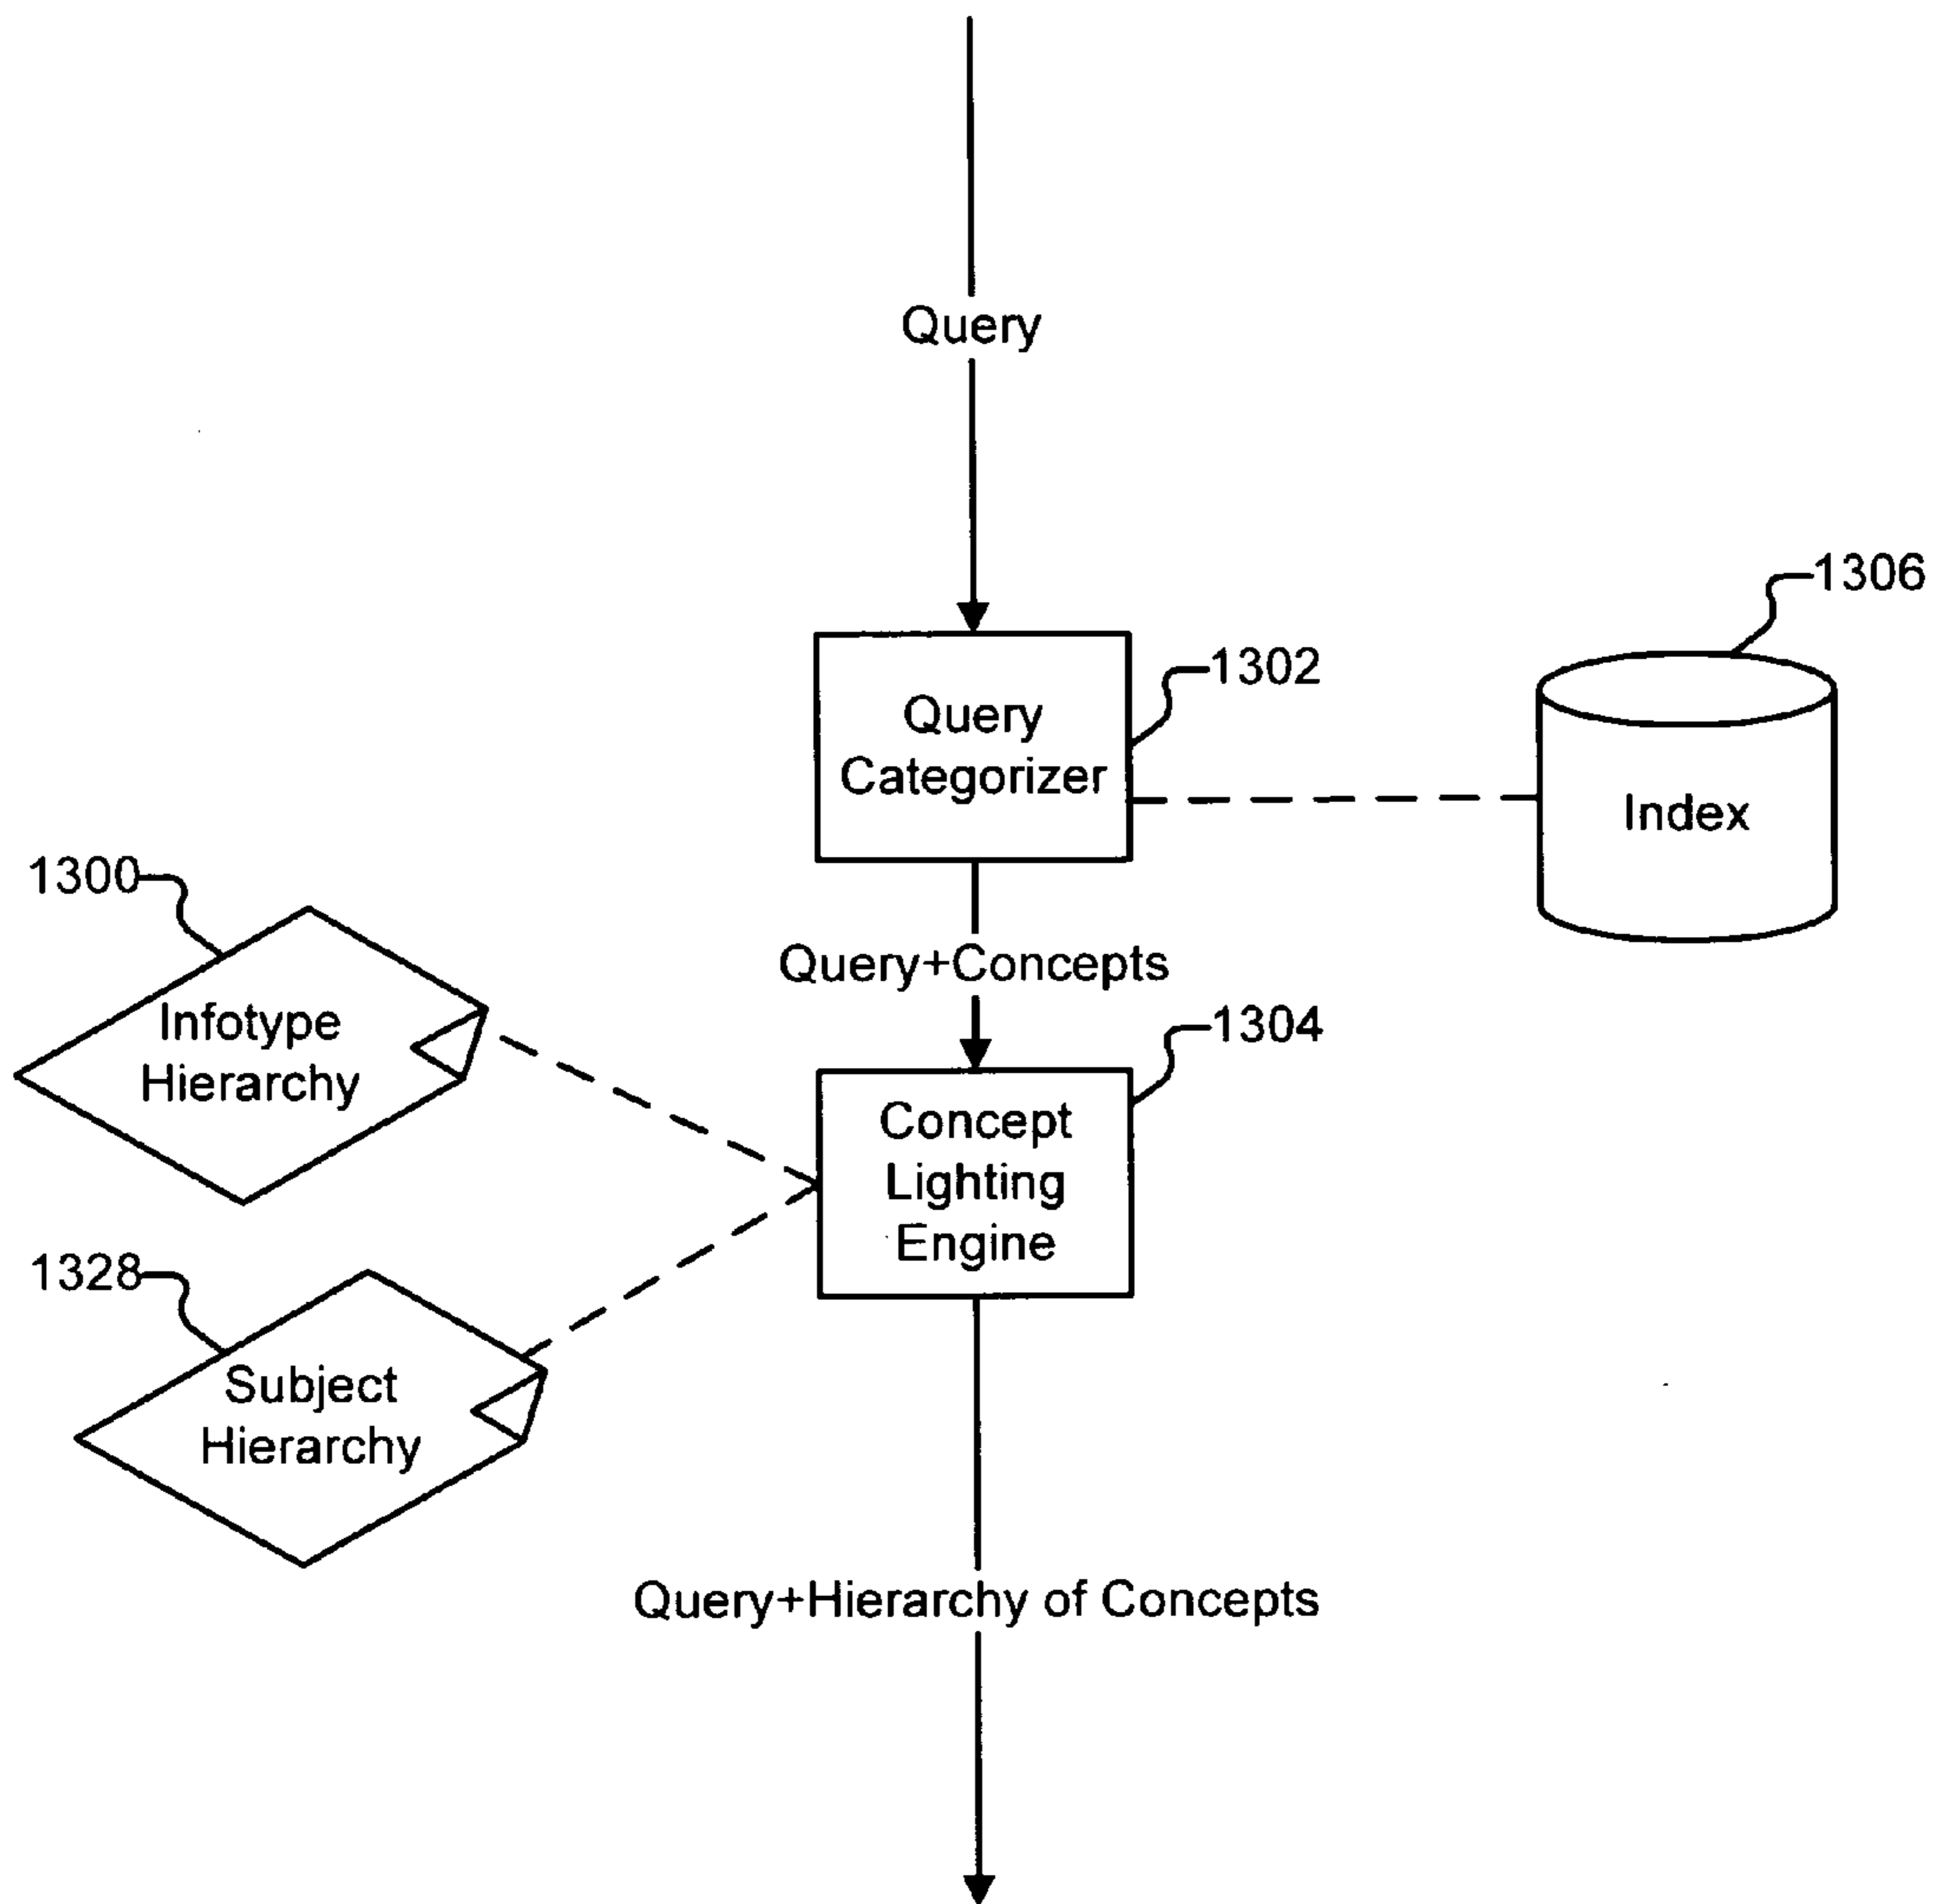 Query
1306
1302
Query
Categorizer
Index
1300
Query+Concepts
Infotype
Hierarchy
1304
Concept
Lighting
Engine
1328
Subject
Hierarchy
Query+Hierarchy of Concepts